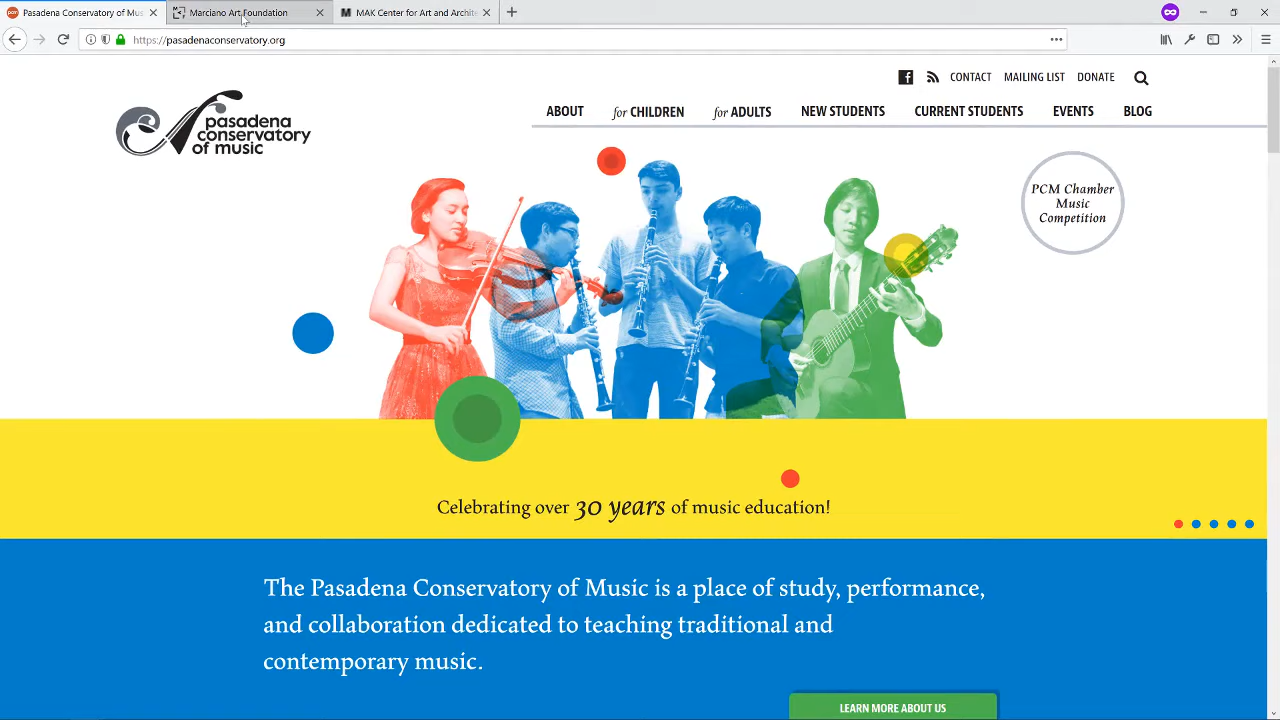 Pasadena Conservatory of Mus
Marciano Art Foundation
MAK Center for Art and Archite
https://pasadenaconservatory.org
CONTACT
MAILING LIST
DONATE
pasadena
conservatory
of music
ABOUT
for CHILDREN
for ADULTS
NEW STUDENTS
CURRENT STUDENTS
EVENTS
BLOG
PCM Chamber
Music
Competition
Celebrating over 30 years of music education!
The Pasadena Conservatory of Music is a place of study, performance,
and collaboration dedicated to teaching traditional and
contemporary music.
LEARN MORE ABOUT US